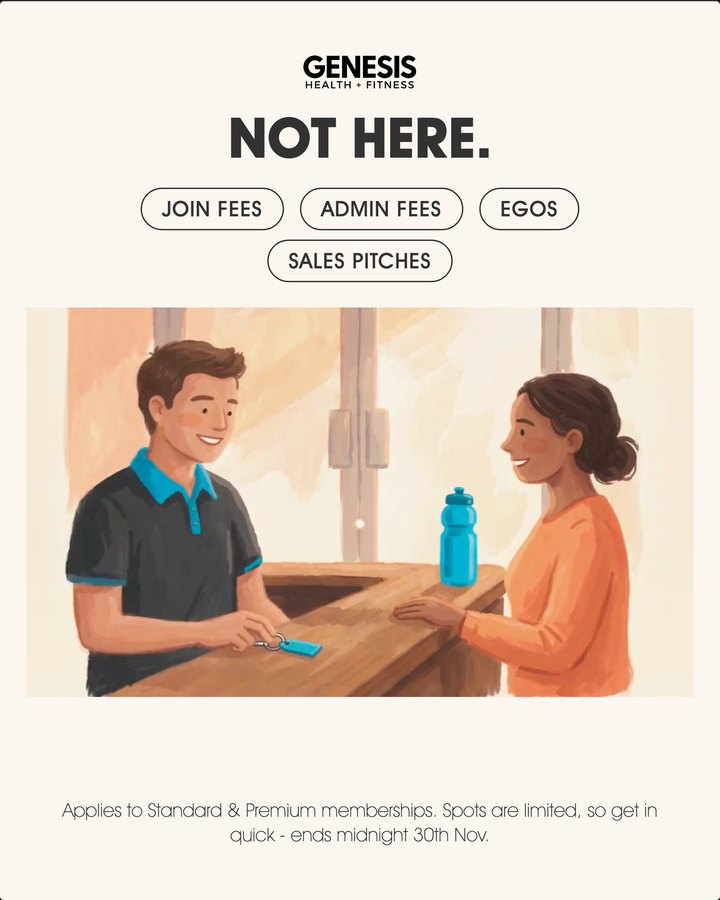 GENESIS
HEALTH + FITNESS
NOT HERE.
JOIN FEES ADMIN FEES EGOS
SALES PITCHES
Applies to Standard & Premium memberships. Spots are limited, so get in
quick - ends midnight 30th Nov.